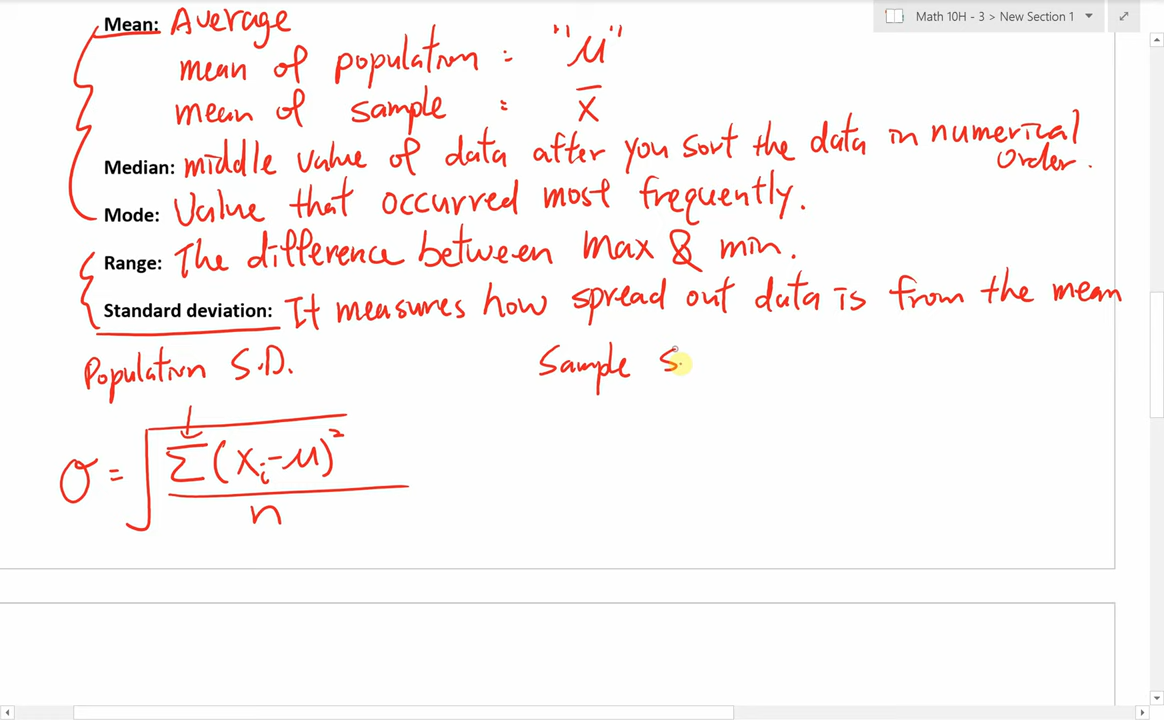 Math 10H - 3 > New Section 1
Mean: Average
mean of population : "μ"
mean of sample : x̄
Median: middle value of data after you sort the data in numerical order.
Mode: Value that occurred most frequently.
Range: The difference between max & min.
Standard deviation: It measures how spread out data is from the mean
Population S.D. Sample S.
σ = √(Σ(xᵢ-μ)² / n)